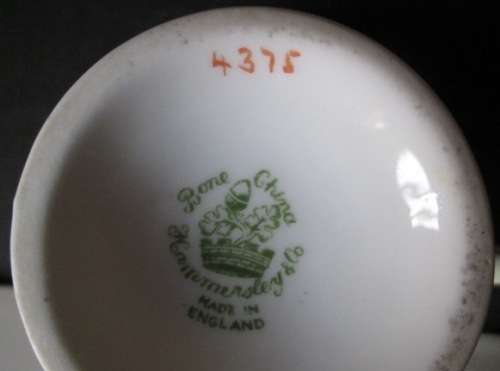 4375
Bone China
Hammersley & Co
MADE IN
ENGLAND